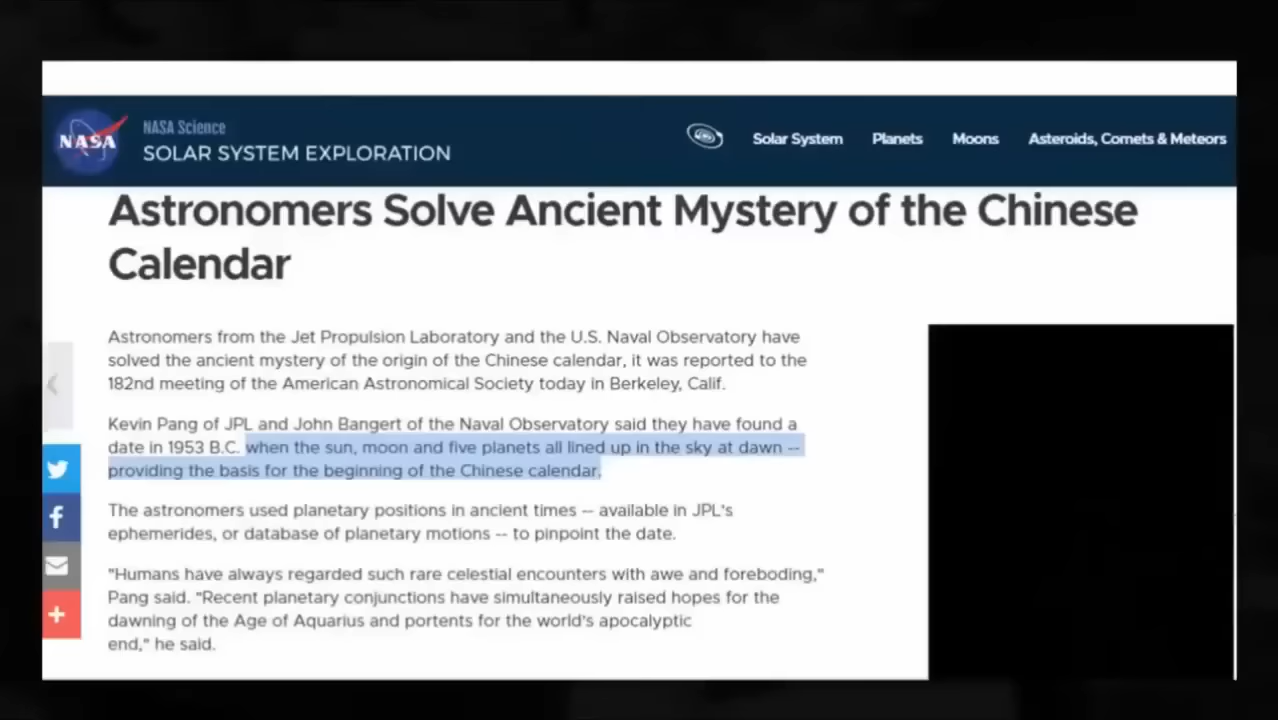 NASA
NASA Science
SOLAR SYSTEM EXPLORATION
Solar System
Planets
Moons
Asteroids, Comets & Meteors
Astronomers Solve Ancient Mystery of the Chinese
Calendar
Astronomers from the Jet Propulsion Laboratory and the U.S. Naval Observatory have
solved the ancient mystery of the origin of the Chinese calendar, it was reported to the
182nd meeting of the American Astronomical Society today in Berkeley, Calif.
Kevin Pang of JPL and John Bangert of the Naval Observatory said they have found a
date in 1953 B.C. when the sun, moon and five planets all lined up in the sky at dawn --
providing the basis for the beginning of the Chinese calendar.
The astronomers used planetary positions in ancient times -- available in JPL's
ephemerides, or database of planetary motions -- to pinpoint the date.
"Humans have always regarded such rare celestial encounters with awe and foreboding,"
Pang said. "Recent planetary conjunctions have simultaneously raised hopes for the
dawning of the Age of Aquarius and portents for the world's apocalyptic
end," he said.